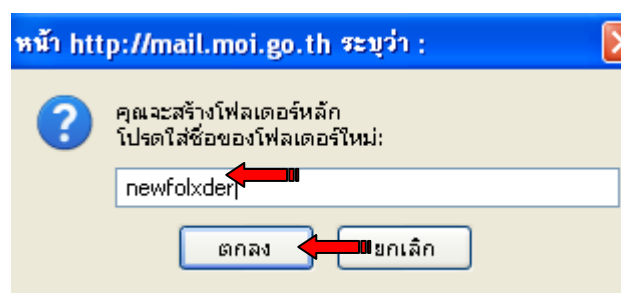 หน้า http://mail.moi.go.th ระบุว่า :
คุณจะสร้างโฟลเดอร์หลัก
โปรดใส่ชื่อของโฟลเดอร์ใหม่:
newfolxder
ตกลง ยกเลิก